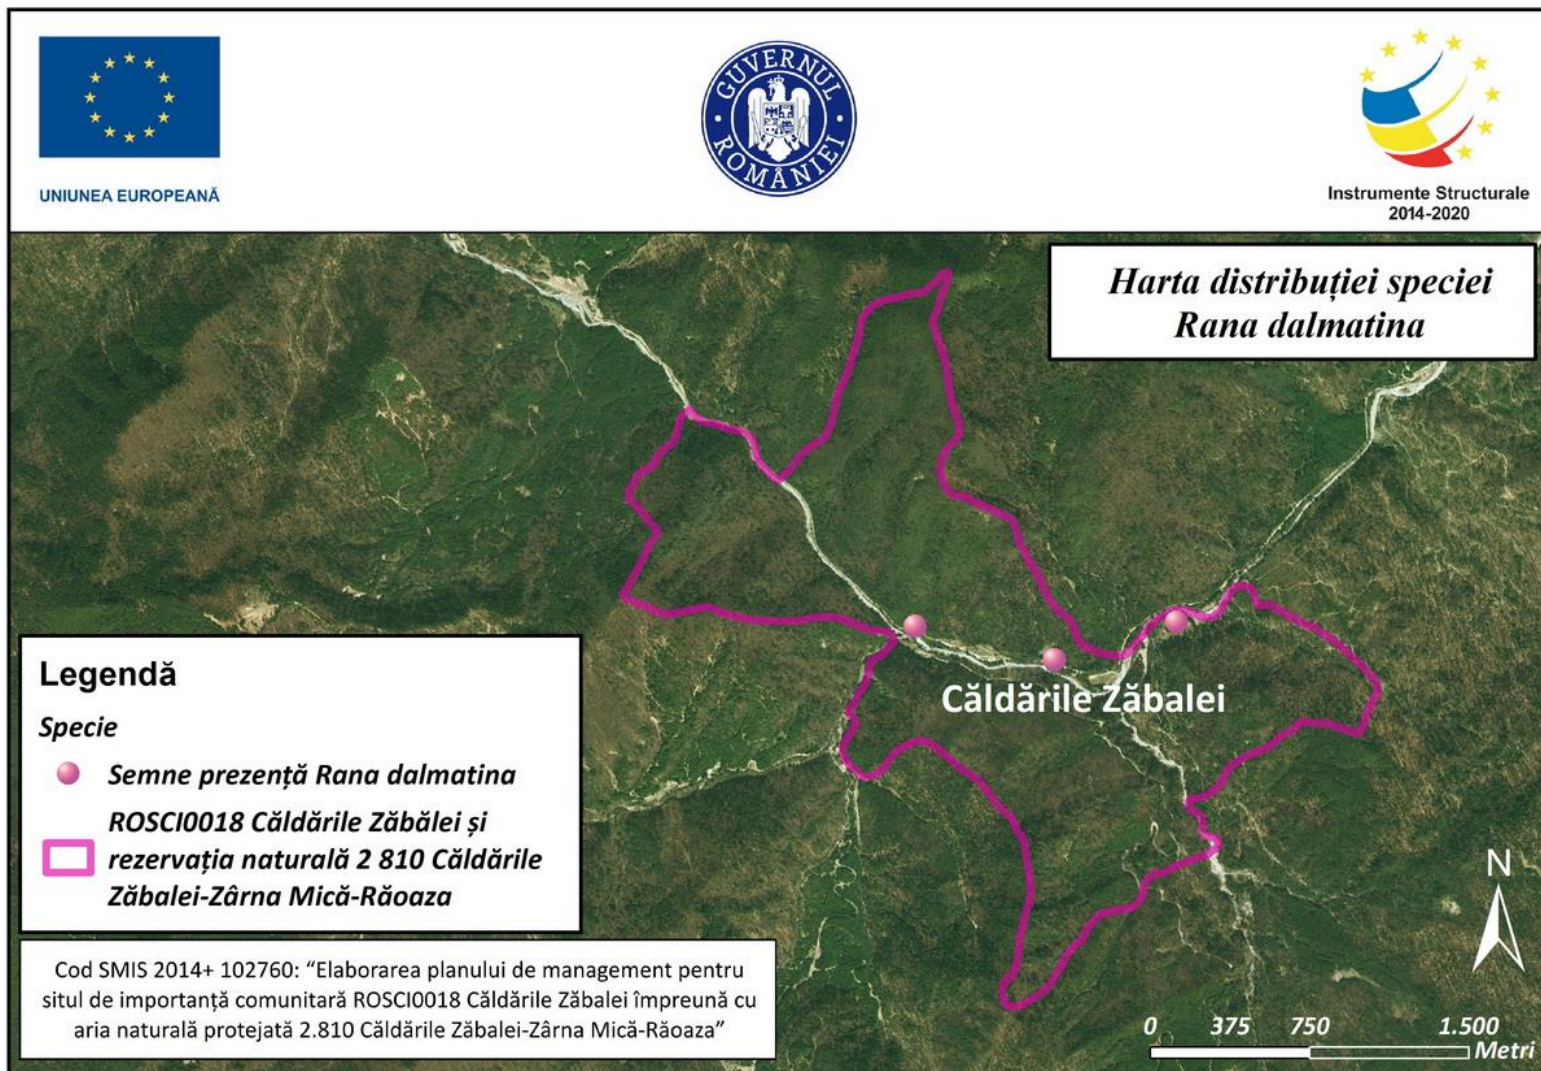 UNIUNEA EUROPEANĂ
GUVERNUL
ROMÂNIEI
Instrumente Structurale
2014-2020
Harta distribuției speciei
Rana dalmatina
Căldările Zăbalei
Legendă
Specie
Semne prezență Rana dalmatina
ROSCI0018 Căldările Zăbălei și
rezervația naturală 2 810 Căldările
Zăbalei-Zârna Mică-Răoaza
Cod SMIS 2014+ 102760: “Elaborarea planului de management pentru
situl de importanță comunitară ROSCI0018 Căldările Zăbalei împreună cu
aria naturală protejată 2.810 Căldările Zăbalei-Zârna Mică-Răoaza”
N
0 375 750 1.500
Metri